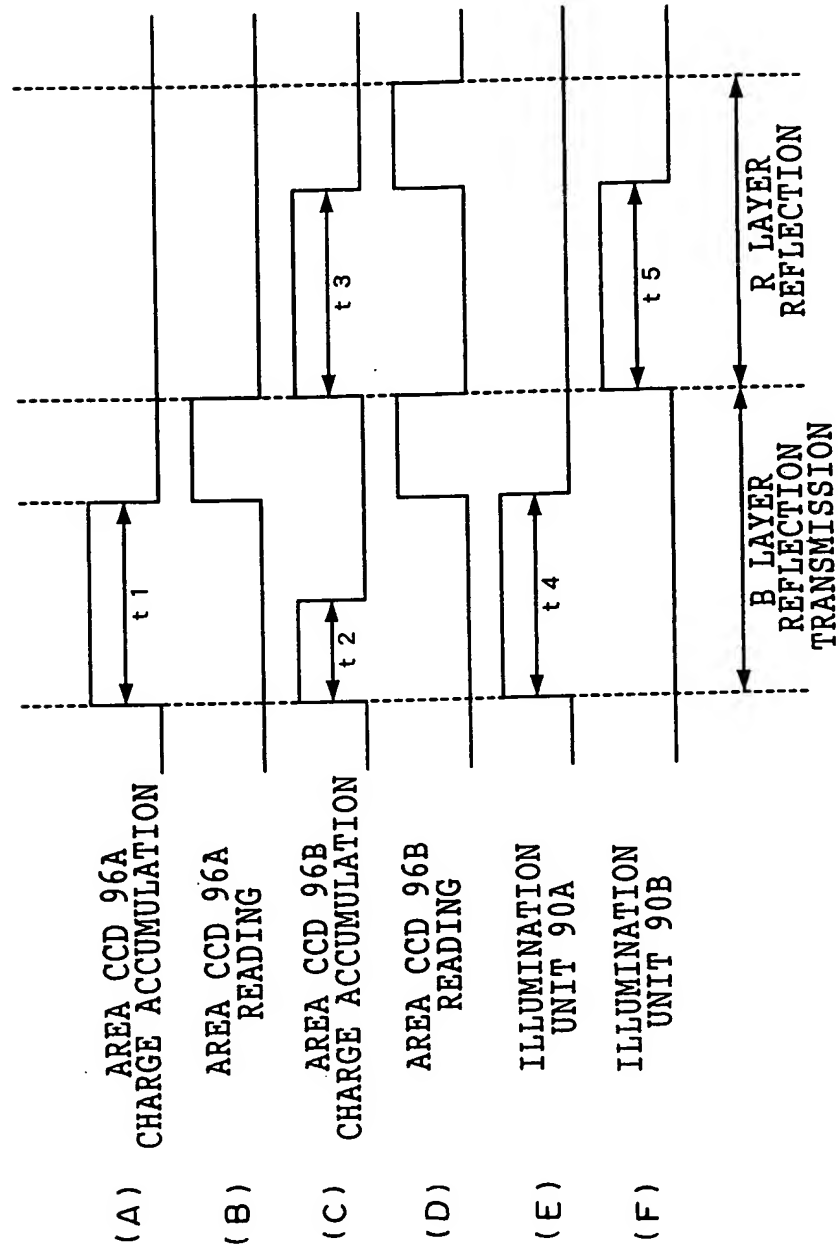 (A) AREA CCD 96A
CHARGE ACCUMULATION
t 1
(B) AREA CCD 96A
READING
(C) AREA CCD 96B
CHARGE ACCUMULATION
t 2
t 3
(D) AREA CCD 96B
READING
(E) ILLUMINATION
UNIT 90A
t 4
(F) ILLUMINATION
UNIT 90B
t 5
B LAYER
REFLECTION
TRANSMISSION
R LAYER
REFLECTION